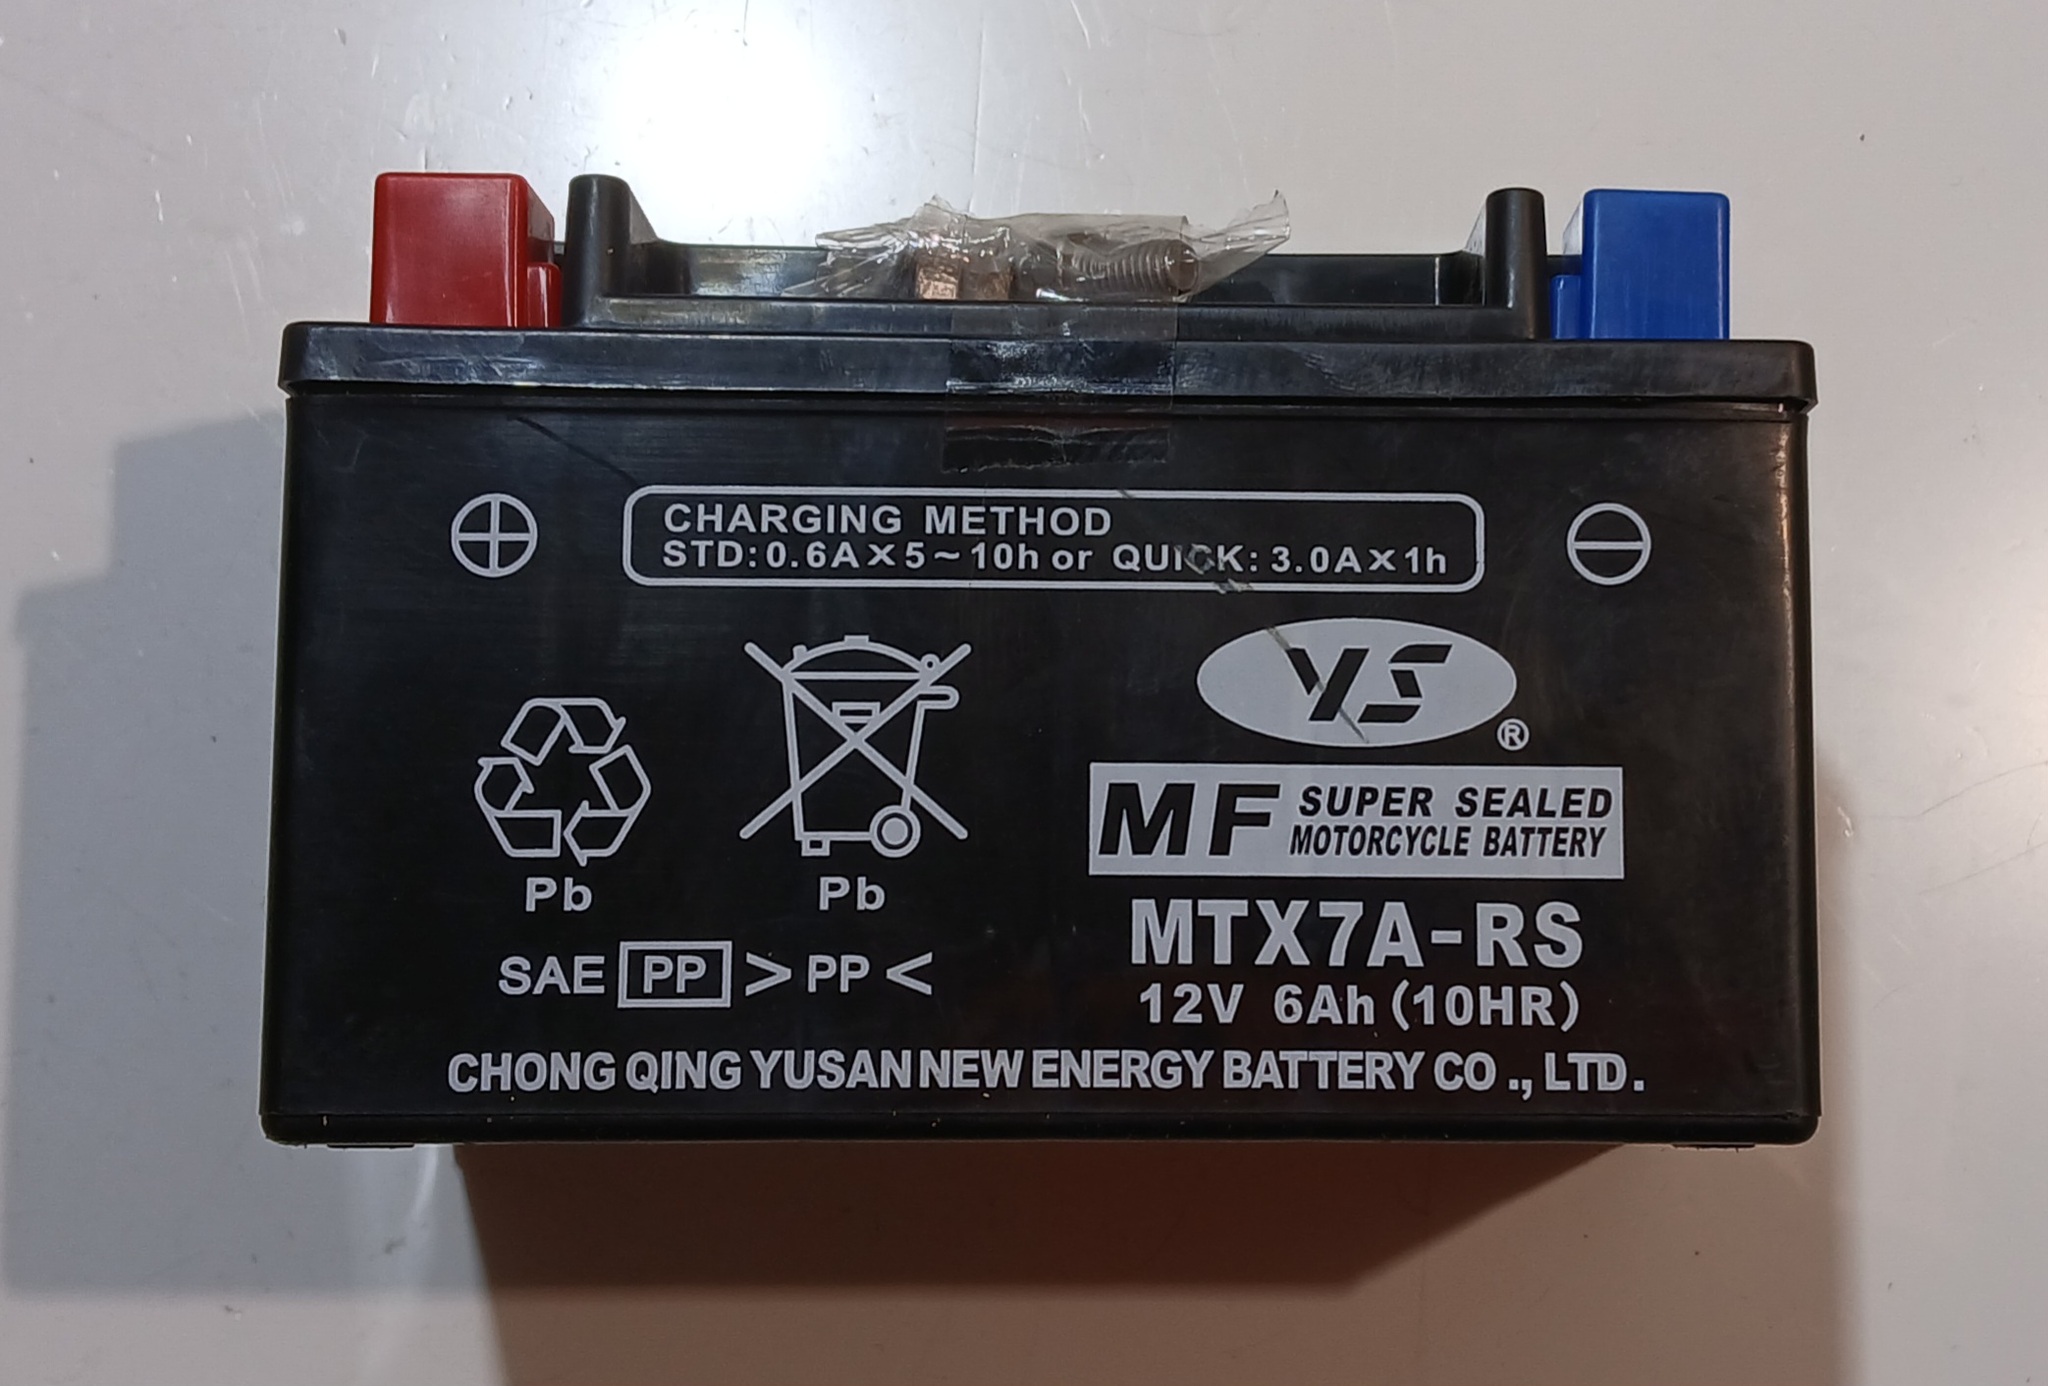 CHARGING METHOD
STD: 0.6A×5~10h or QUICK: 3.0A×1h
YS®
MF SUPER SEALED
MOTORCYCLE BATTERY
Pb
Pb
MTX7A-RS
SAE PP >PP<
12V 6Ah (10HR)
CHONG QING YUSAN NEW ENERGY BATTERY CO ., LTD.